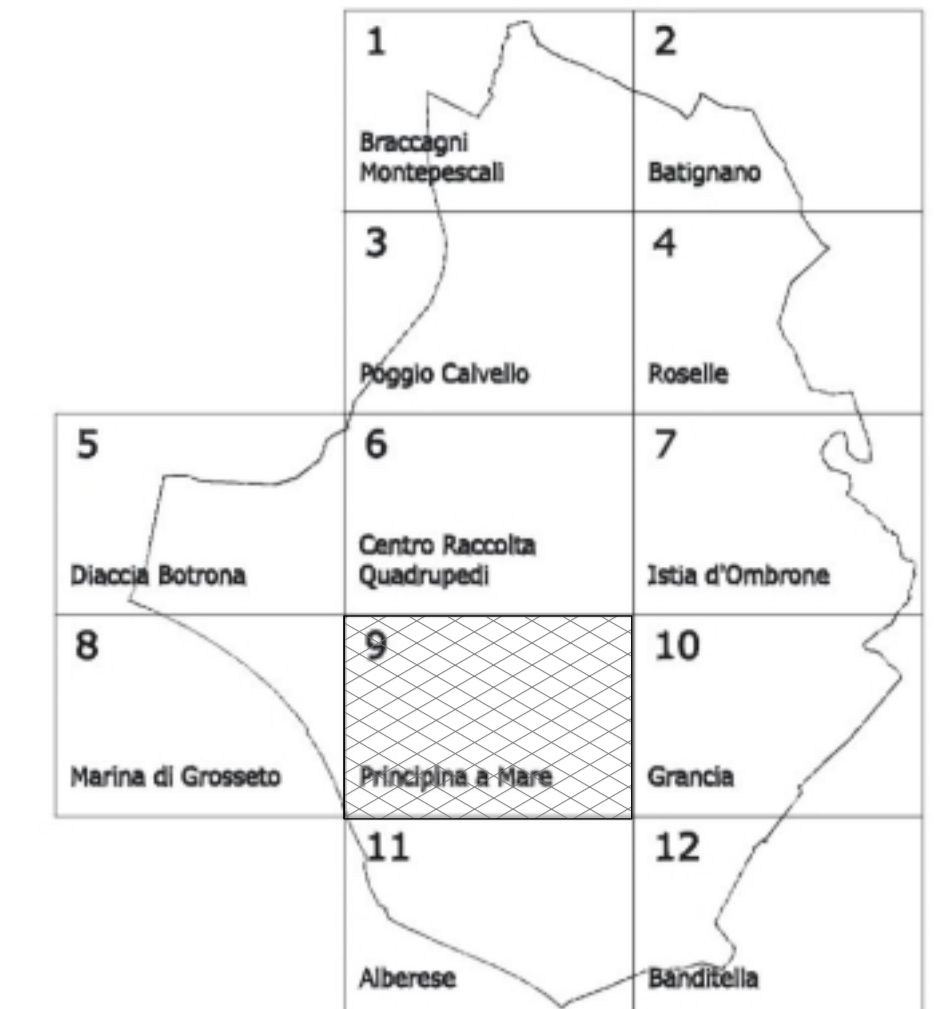 1
Braccagni
Montepescali
2
Batignano
3
Poggio Calvello
4
Roselle
5
Diaccia Botrona
6
Centro Raccolta
Quadrupedi
7
Istia d'Ombrone
8
Marina di Grosseto
9
Principina a Mare
10
Grancia
11
Alberese
12
Banditella